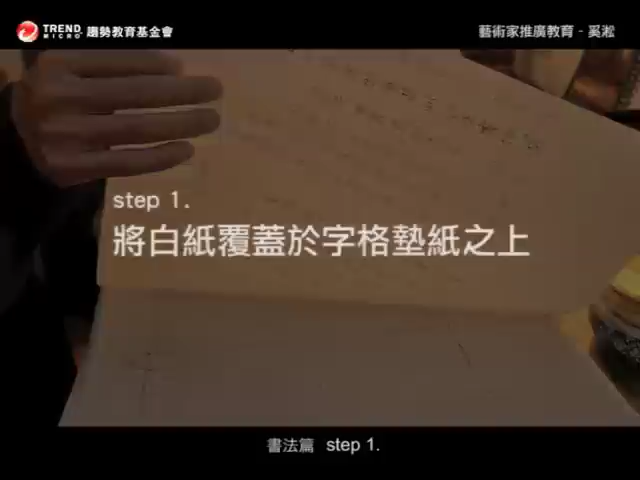 TREND MICRO 趨勢教育基金會
藝術家推廣教育 - 奚淞
step 1.
將白紙覆蓋於字格墊紙之上
書法篇 step 1.